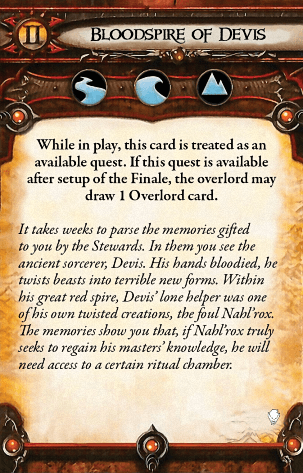 II
BLOODSPIRE OF DEVIS
While in play, this card is treated as an
available quest. If this quest is available
after setup of the Finale, the overlord may
draw 1 Overlord card.
It takes weeks to parse the memories gifted
to you by the Stewards. In them you see the
ancient sorcerer, Devis. His hands bloodied, he
twists beasts into terrible new forms. Within
his great red spire, Devis’ lone helper was one
of his own twisted creations, the foul Nahl’rox.
The memories show you that, if Nahl’rox truly
seeks to regain his masters’ knowledge, he will
need access to a certain ritual chamber.